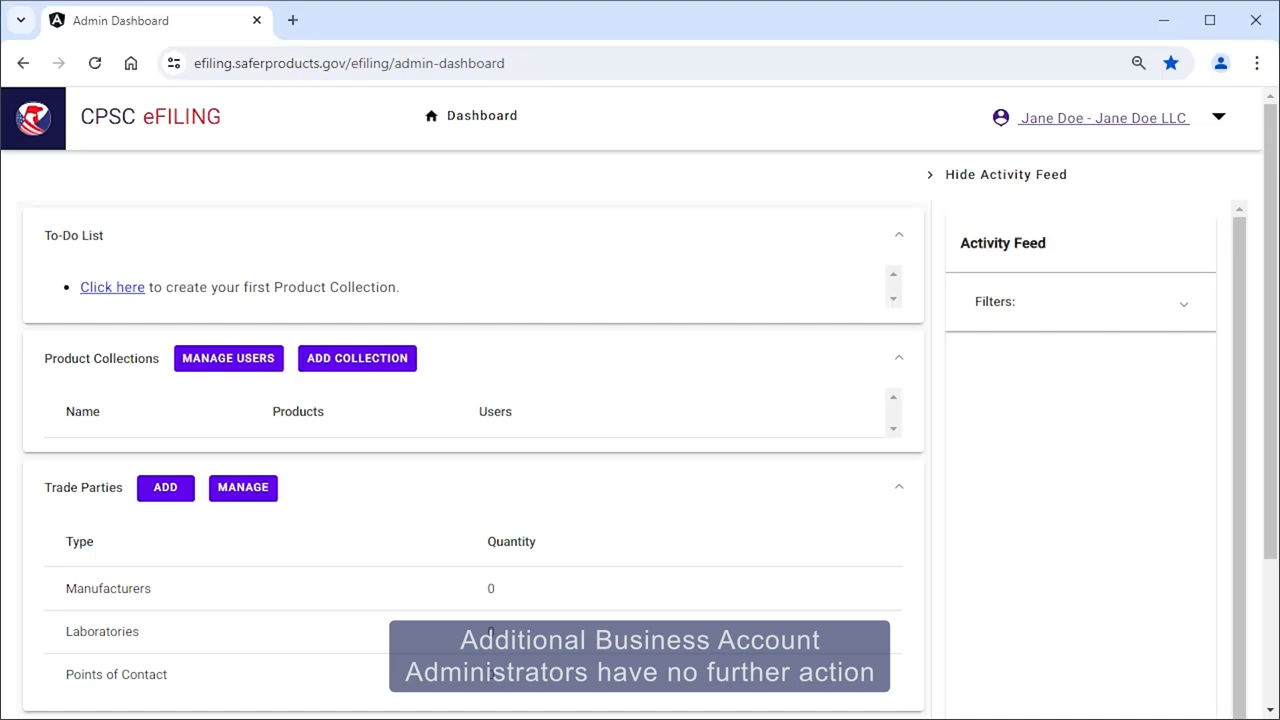 Admin Dashboard
efiling.saferproducts.gov/efiling/admin-dashboard
CPSC eFILING
Dashboard
Jane Doe - Jane Doe LLC
Hide Activity Feed
To-Do List
Click here to create your first Product Collection.
Product Collections MANAGE USERS ADD COLLECTION
Name Products Users
Trade Parties ADD MANAGE
Type Quantity
Manufacturers 0
Laboratories
Points of Contact
Activity Feed
Filters:
Additional Business Account
Administrators have no further action